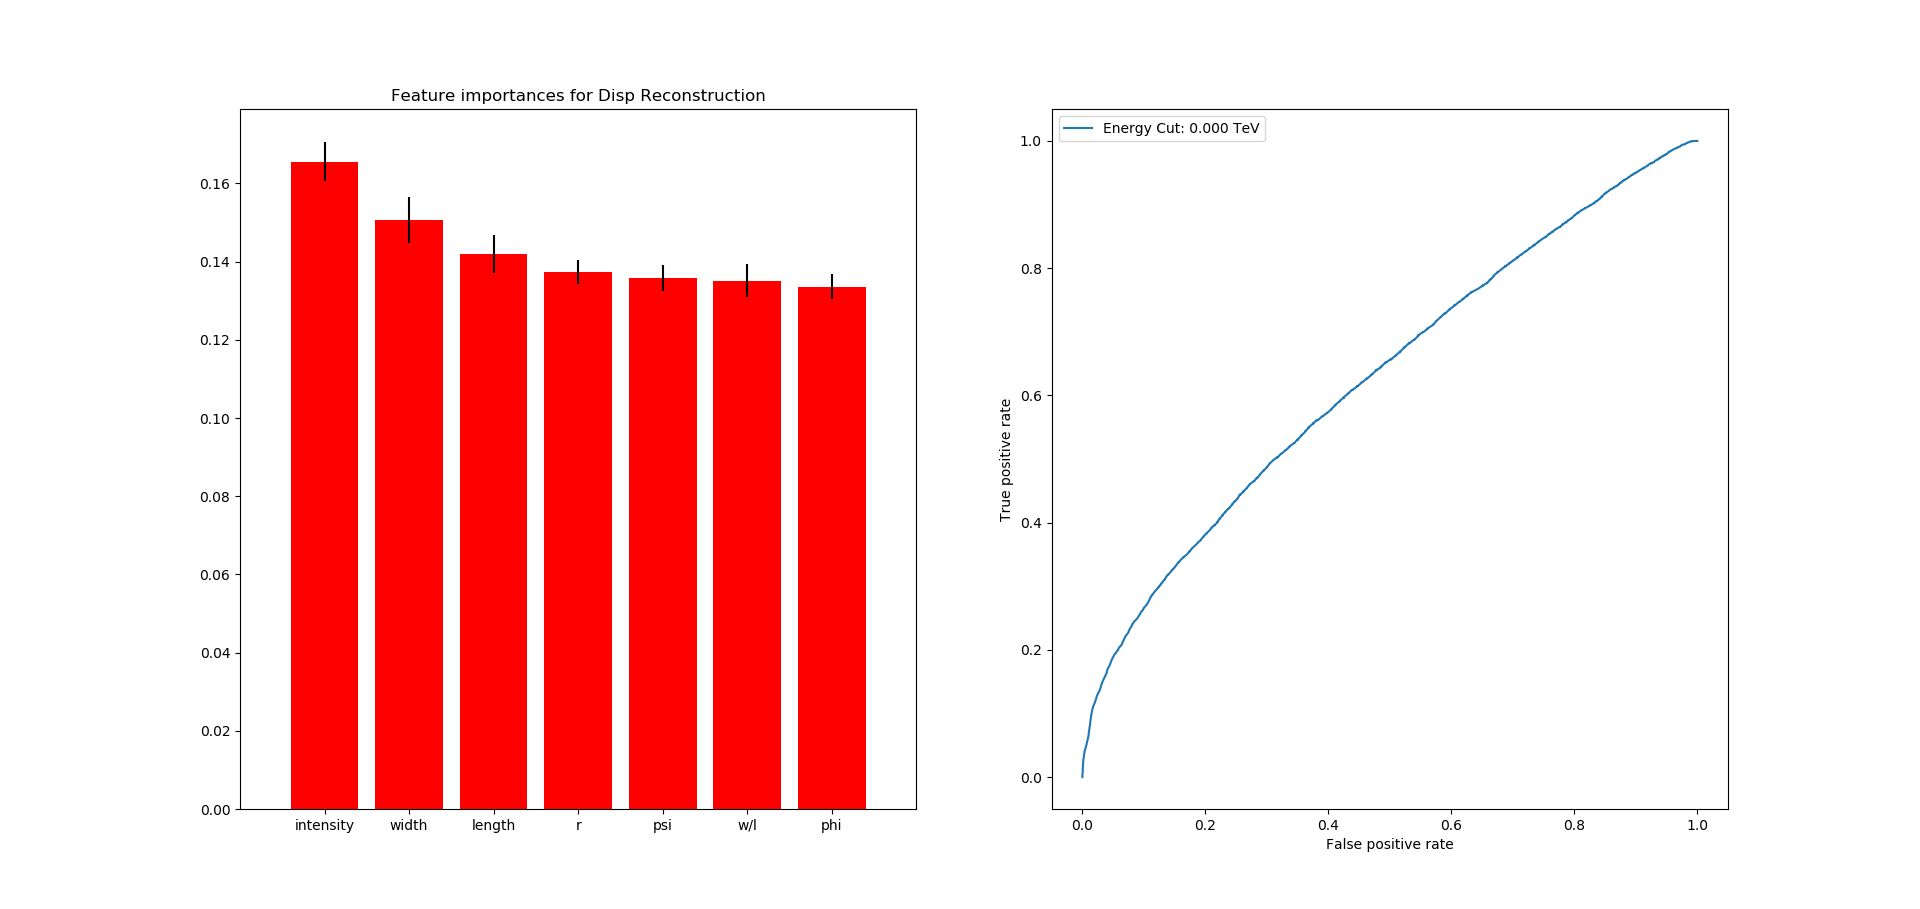 Feature importances for Disp Reconstruction
0.16
0.14
0.12
0.10
0.08
0.06
0.04
0.02
0.00
intensity width length r psi w/l phi
Energy Cut: 0.000 TeV
1.0
0.8
0.6
0.4
0.2
0.0
True positive rate
0.0 0.2 0.4 0.6 0.8 1.0
False positive rate